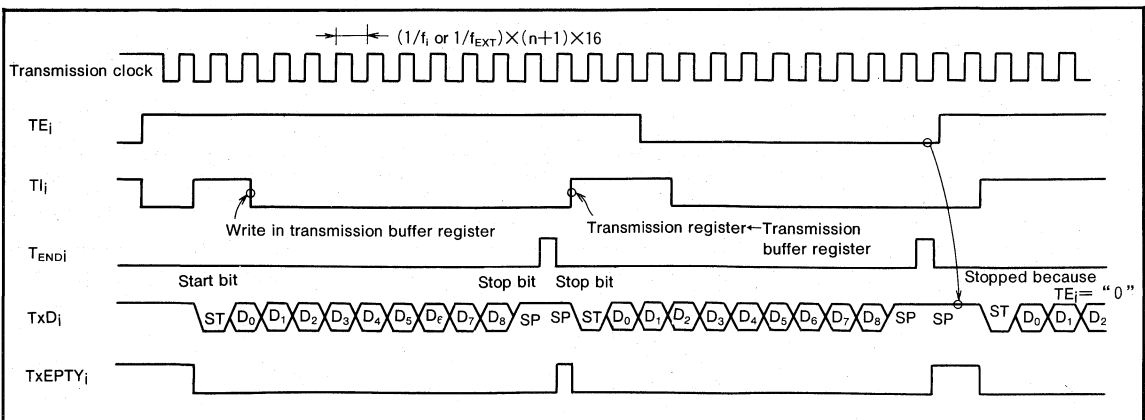 (1/fi or 1/fEXT)×(n+1)×16
Transmission clock
TEi
TIi
Write in transmission buffer register
Transmission register←Transmission
buffer register
TENDi
Start bit
Stop bit
Stop bit
Stopped because
TEi= “0”
TxDi
ST D0 D1 D2 D3 D4 D5 D6 D7 D8 SP SP ST D0 D1 D2 D3 D4 D5 D6 D7 D8 SP SP ST D0 D1 D2
TxEPTYi